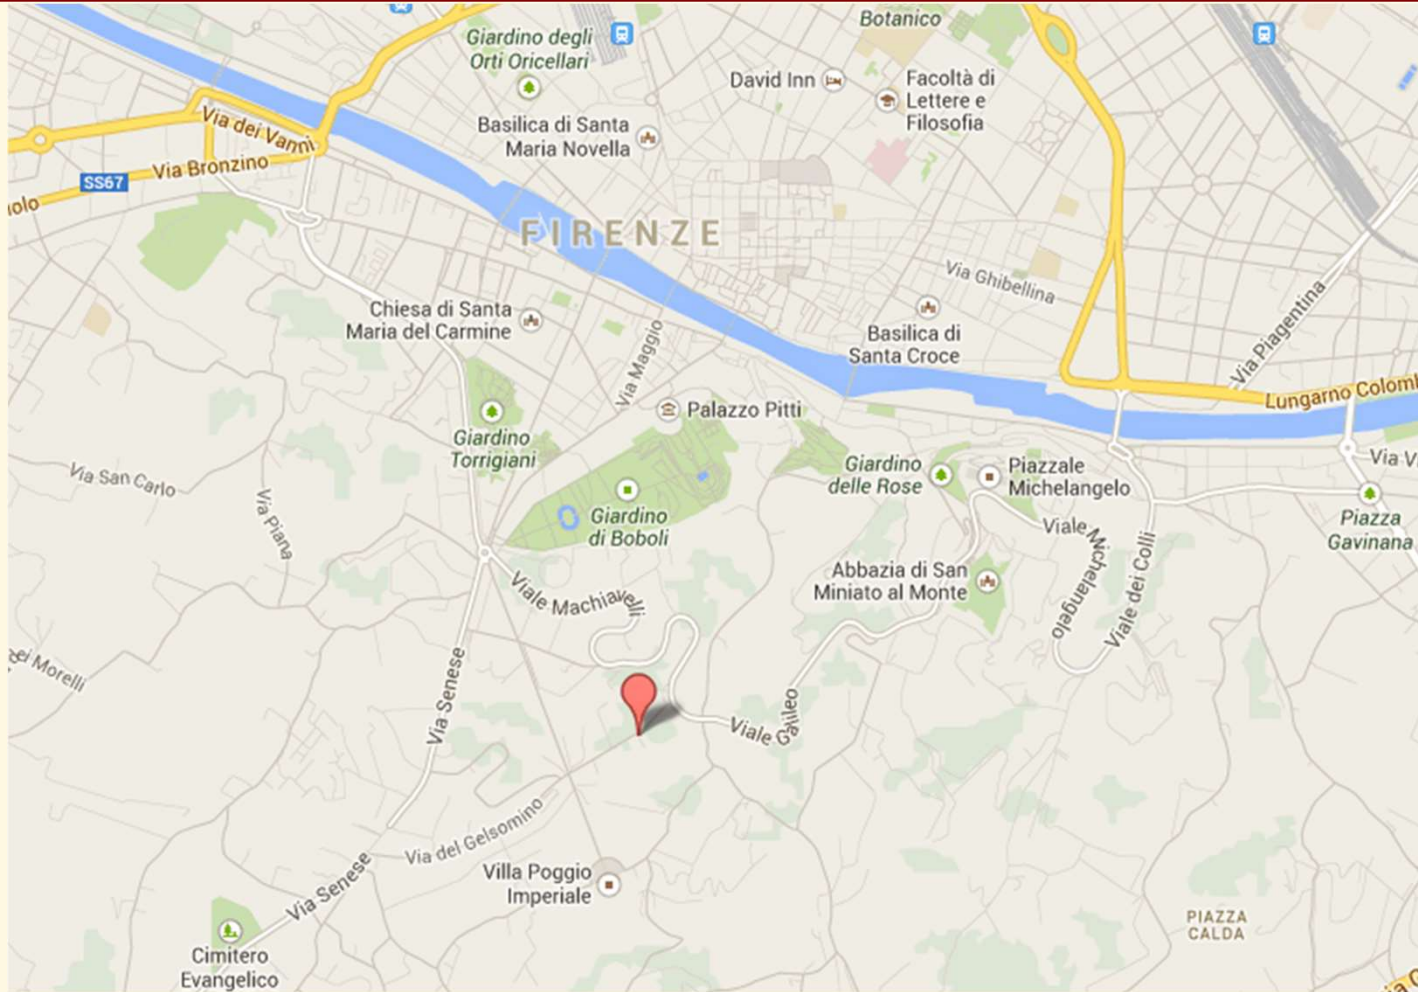 Botanico
Giardino degli
Orti Oricellari
David Inn
Facoltà di
Lettere e
Filosofia
Via dei Vanni
Basilica di Santa
Maria Novella
Via Bronzino
SS67
FIRENZE
Via Ghibellina
Chiesa di Santa
Maria del Carmine
Via Maggio
Basilica di
Santa Croce
Via Piagentina
Lungarno Colomb
Palazzo Pitti
Giardino
Torrigiani
Giardino
delle Rose
Piazzale
Michelangelo
Via V
Via San Carlo
Via Piana
Giardino
di Boboli
Piazza
Gavinana
Viale Michelangelo
Viale dei Colli
Abbazia di San
Miniato al Monte
Viale Machiavelli
ei Morelli
Via Senese
Viale Galileo
Via del Gelsomino
Via Senese
Villa Poggio
Imperiale
PIAZZA
CALDA
Cimitero
Evangelico